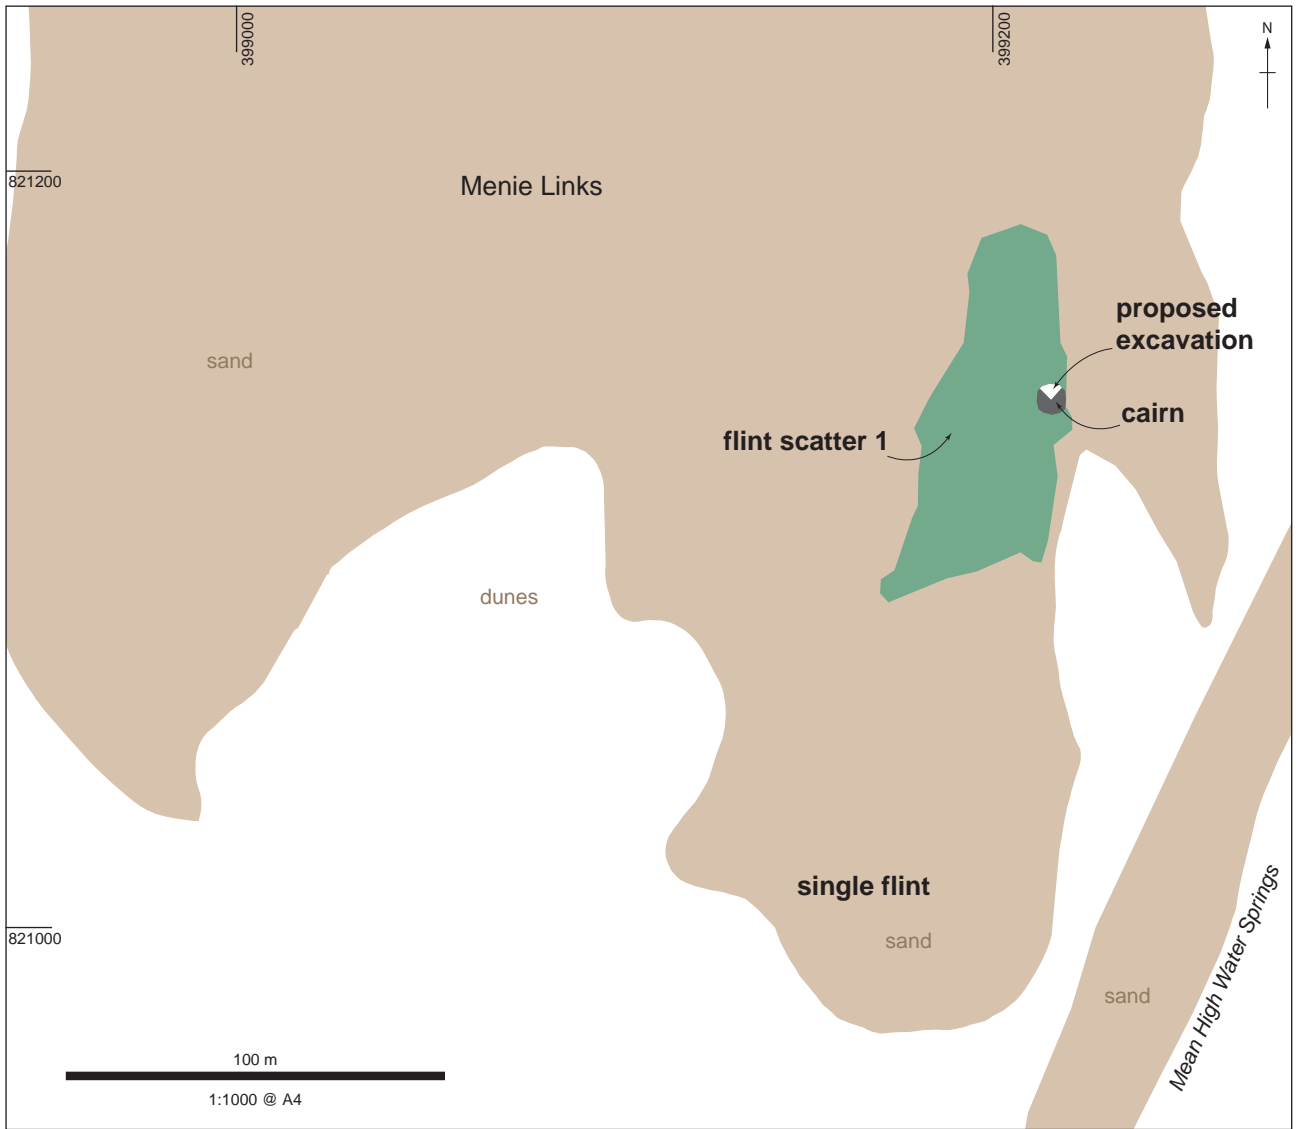 399000
399200
N
821200
Menie Links
proposed
excavation
sand
cairn
flint scatter 1
dunes
single flint
821000
sand
sand
Mean High Water Springs
100 m
1:1000 @ A4